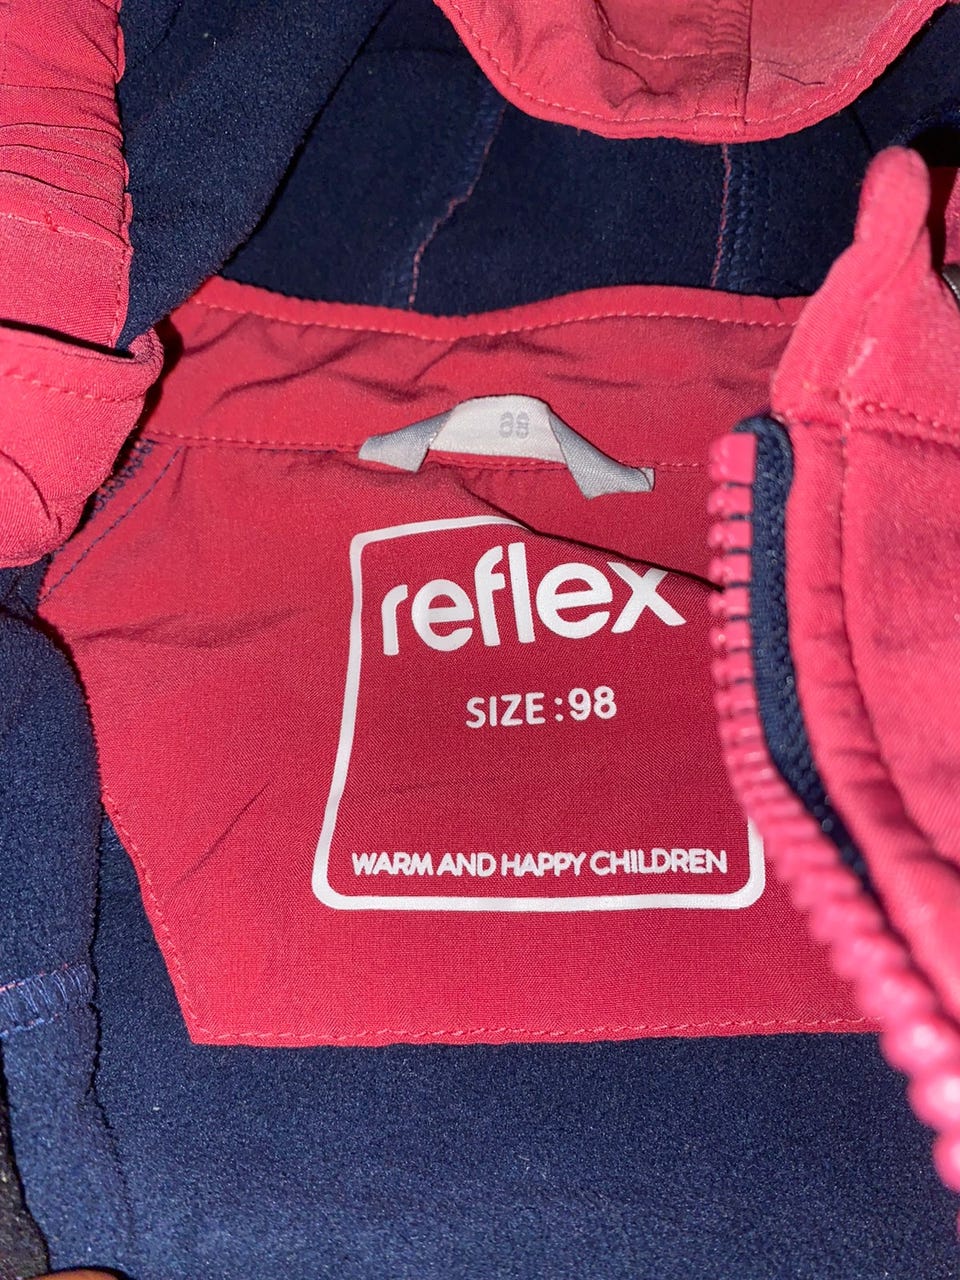 reflex
SIZE:98
WARM AND HAPPY CHILDREN